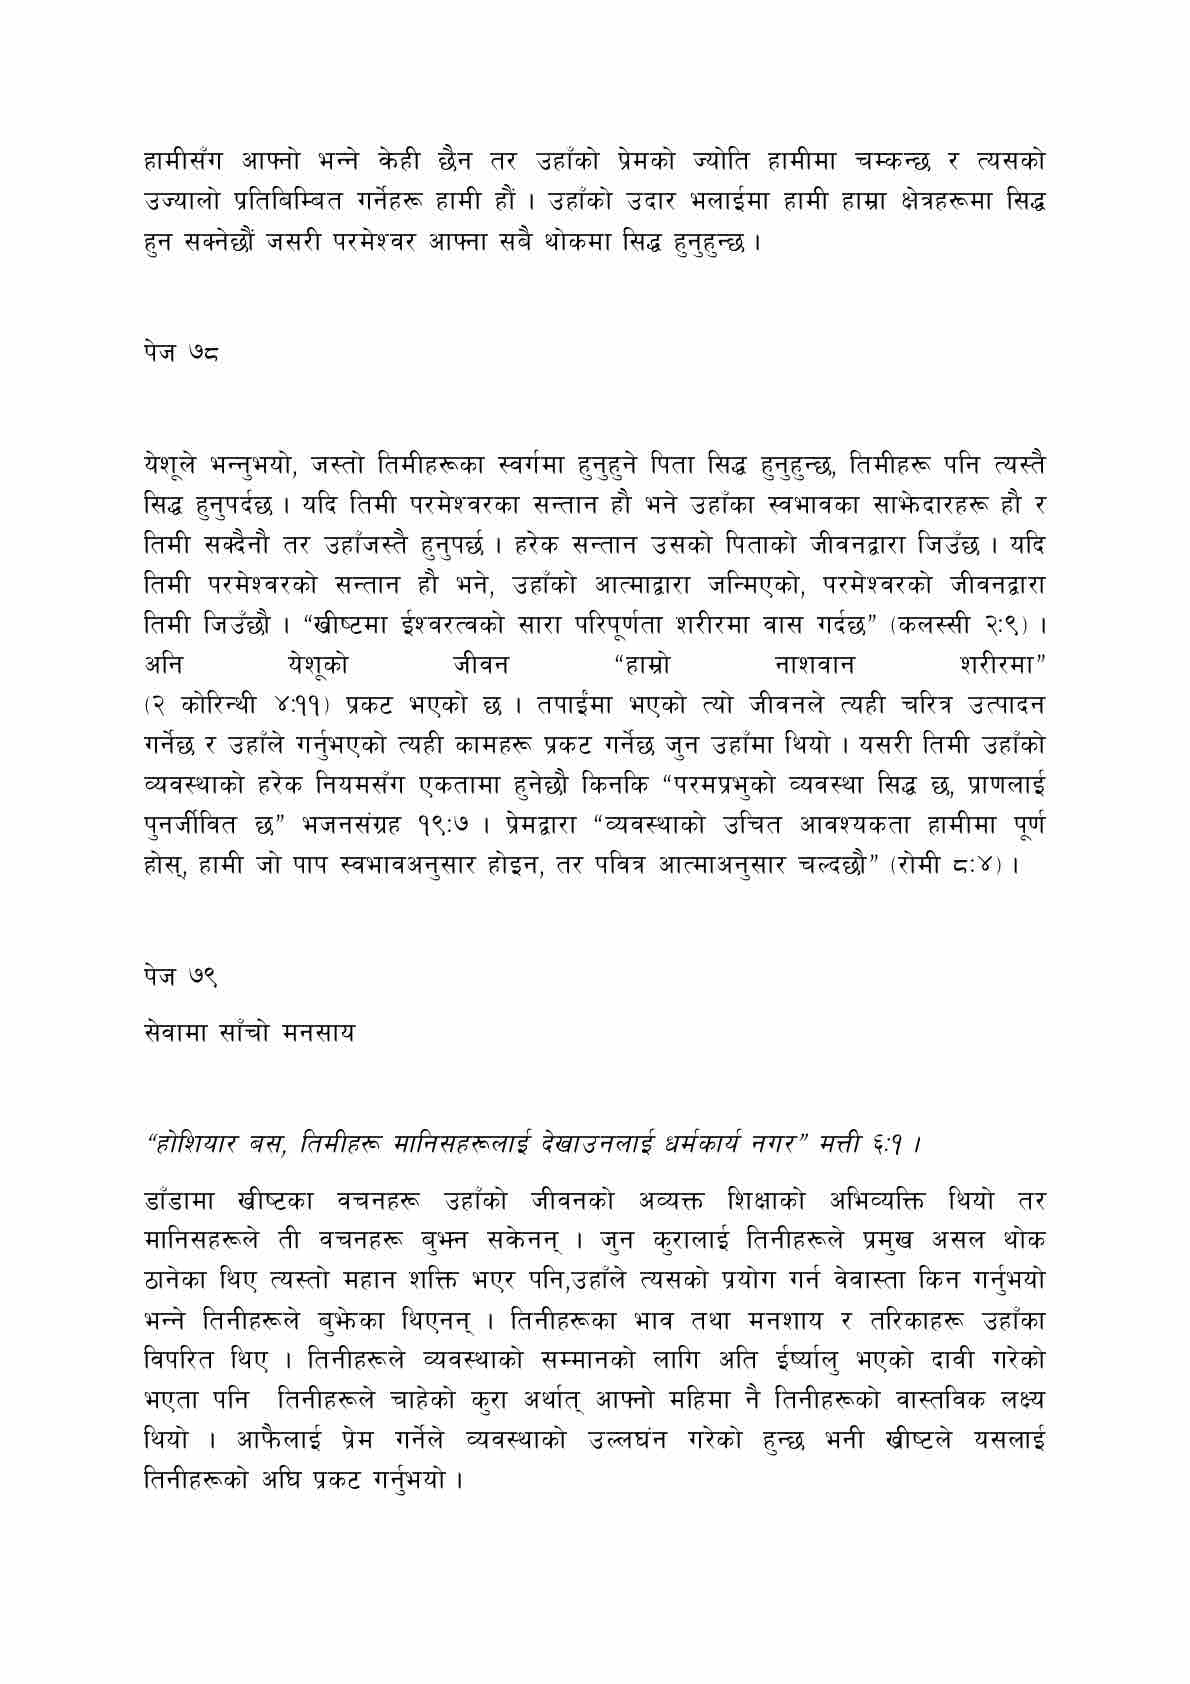 हामीसँग आफ्नो भन्ने केही छैन तर उहाँको प्रेमको ज्योति हामीमा चम्कन्छ र त्यसको
उज्यालो प्रतिबिम्बित गर्नेहरू हामी हौं । उहाँको उदार भलाईमा हामी हाम्रा क्षेत्रहरूमा सिद्ध
हुन सक्नेछौं जसरी परमेश्वर आफ्ना सबै थोकमा सिद्ध हुनुहुन्छ ।
पेज ७८
येशूले भन्नुभयो, जस्तो तिमीहरूका स्वर्गमा हुनुहुने पिता सिद्ध हुनुहुन्छ, तिमीहरू पनि त्यस्तै
सिद्ध हुनुपर्दछ । यदि तिमी परमेश्वरका सन्तान हौ भने उहाँका स्वभावका साझेदारहरू हौ र
तिमी सक्दैनौ तर उहाँजस्तै हुनुपर्छ । हरेक सन्तान उसको पिताको जीवनद्वारा जिउँछ । यदि
तिमी परमेश्वरको सन्तान हौ भने, उहाँको आत्माद्वारा जन्मिएको, परमेश्वरको जीवनद्वारा
तिमी जिउँछौ । “ख्रीष्टमा ईश्वरत्वको सारा परिपूर्णता शरीरमा वास गर्दछ” (कलस्सी २:९) ।
अनि येशूको जीवन “हाम्रो नाशवान शरीरमा”
(२ कोरिन्थी ४:११) प्रकट भएको छ । तपाईंमा भएको त्यो जीवनले त्यही चरित्र उत्पादन
गर्नेछ र उहाँले गर्नुभएको त्यही कामहरू प्रकट गर्नेछ जुन उहाँमा थियो । यसरी तिमी उहाँको
व्यवस्थाको हरेक नियमसँग एकतामा हुनेछौ किनकि “परमप्रभुको व्यवस्था सिद्ध छ, प्राणलाई
पुनर्जीवित छ” भजनसंग्रह १९:७ । प्रेमद्वारा “व्यवस्थाको उचित आवश्यकता हामीमा पूर्ण
होस्, हामी जो पाप स्वभावअनुसार होइन, तर पवित्र आत्माअनुसार चल्दछौ” (रोमी ८:४) ।
पेज ७९
सेवामा साँचो मनसाय
“होशियार बस, तिमीहरू मानिसहरूलाई देखाउनलाई धर्मकार्य नगर” मत्ती ६:१ ।
डाँडामा ख्रीष्टका वचनहरू उहाँको जीवनको अव्यक्त शिक्षाको अभिव्यक्ति थियो तर
मानिसहरूले ती वचनहरू बुझ्न सकेनन् । जुन कुरालाई तिनीहरूले प्रमुख असल थोक
ठानेका थिए त्यस्तो महान शक्ति भएर पनि,उहाँले त्यसको प्रयोग गर्न वेवास्ता किन गर्नुभयो
भन्ने तिनीहरूले बुझेका थिएनन् । तिनीहरूका भाव तथा मनशाय र तरिकाहरू उहाँका
विपरित थिए । तिनीहरूले व्यवस्थाको सम्मानको लागि अति ईर्ष्यालु भएको दावी गरेको
भएता पनि तिनीहरूले चाहेको कुरा अर्थात् आफ्नो महिमा नै तिनीहरूको वास्तविक लक्ष्य
थियो । आफैलाई प्रेम गर्नेले व्यवस्थाको उल्लघंन गरेको हुन्छ भनी ख्रीष्टले यसलाई
तिनीहरूको अघि प्रकट गर्नुभयो ।